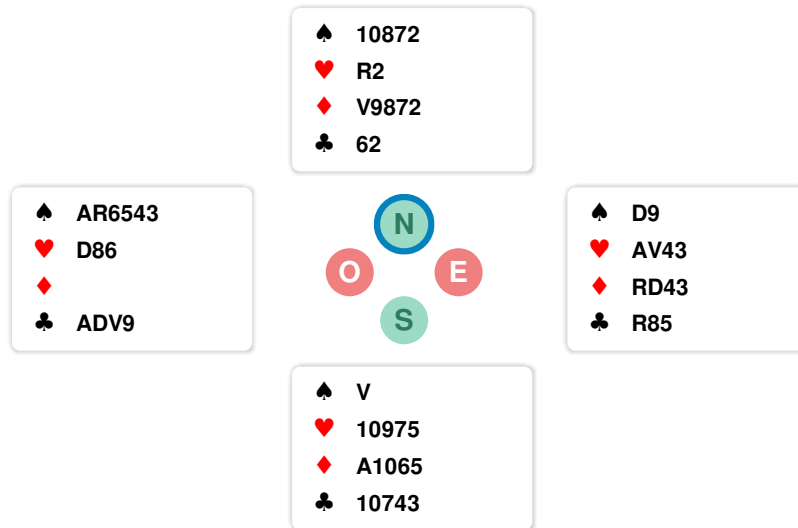 ♠ 10872
♥ R2
♦ V9872
♣ 62
♠ AR6543
♥ D86
♦
♣ ADV9
N
O
E
S
♠ D9
♥ AV43
♦ RD43
♣ R85
♠ V
♥ 10975
♦ A1065
♣ 10743